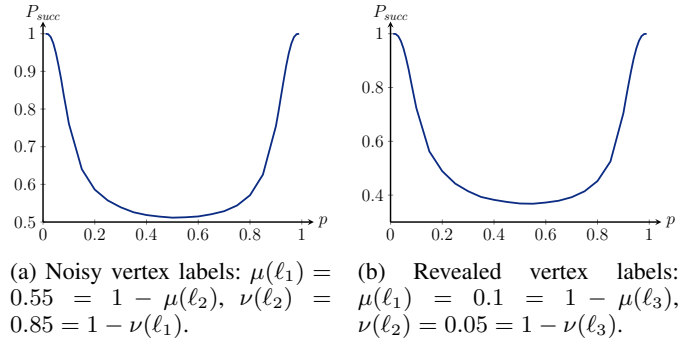 P_succ
1
0.9
0.8
0.7
0.6
0.5
0 0.2 0.4 0.6 0.8 1 p
P_succ
1
0.8
0.6
0.4
0 0.2 0.4 0.6 0.8 1 p
(a) Noisy vertex labels: μ(ℓ₁) =
0.55 = 1 − μ(ℓ₂), ν(ℓ₂) =
0.85 = 1 − ν(ℓ₁).
(b) Revealed vertex labels:
μ(ℓ₁) = 0.1 = 1 − μ(ℓ₃),
ν(ℓ₂) = 0.05 = 1 − ν(ℓ₃).